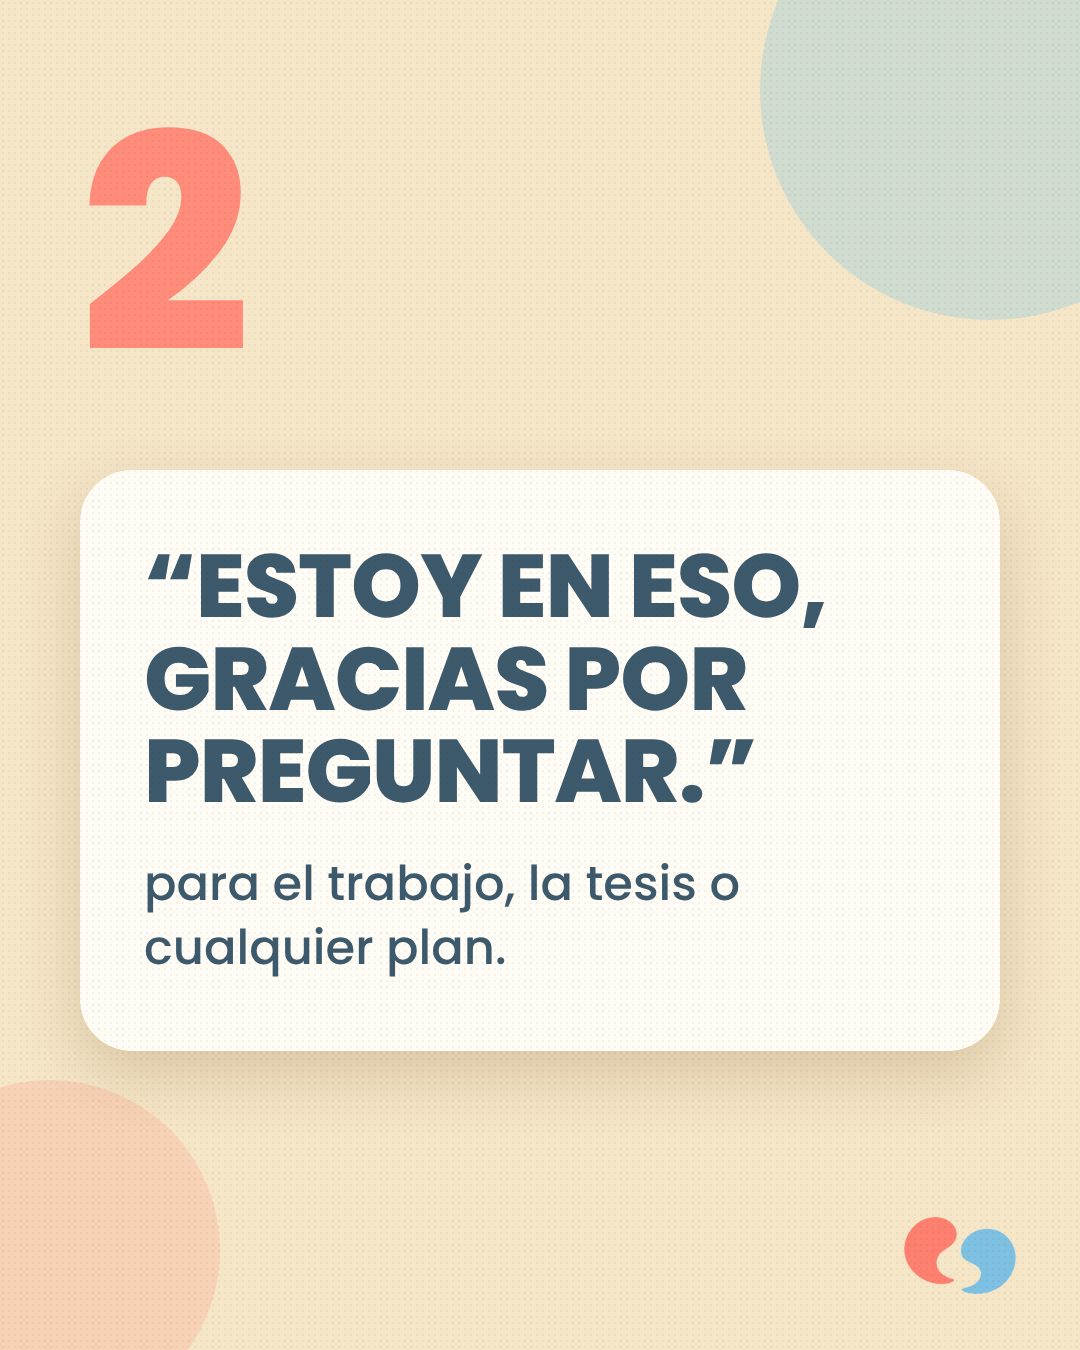 2
“ESTOY EN ESO,
GRACIAS POR
PREGUNTAR.”
para el trabajo, la tesis o
cualquier plan.